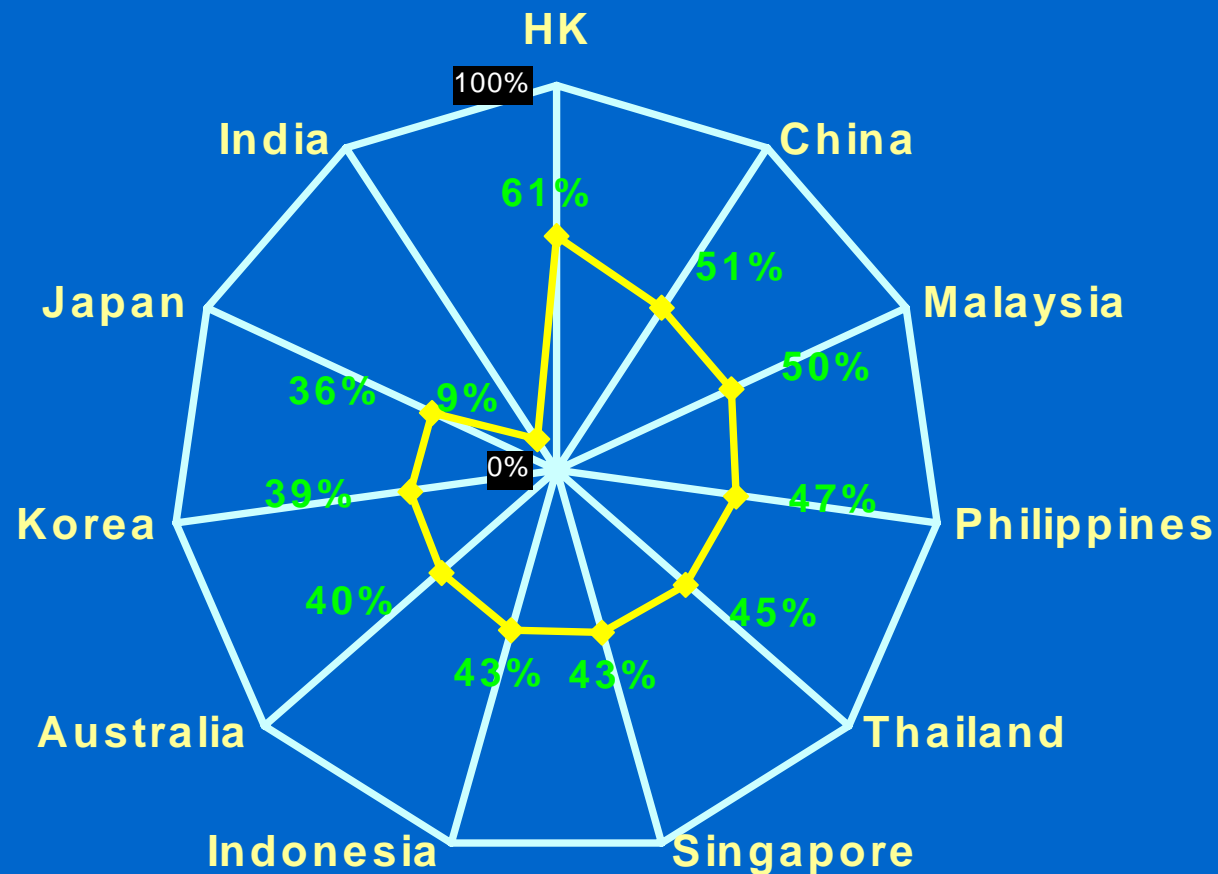 HK
100%
India
China
61%
51%
Japan
Malaysia
50%
36%
9%
0%
39%
47%
Korea
Philippines
40%
45%
43%
43%
Australia
Thailand
Indonesia
Singapore